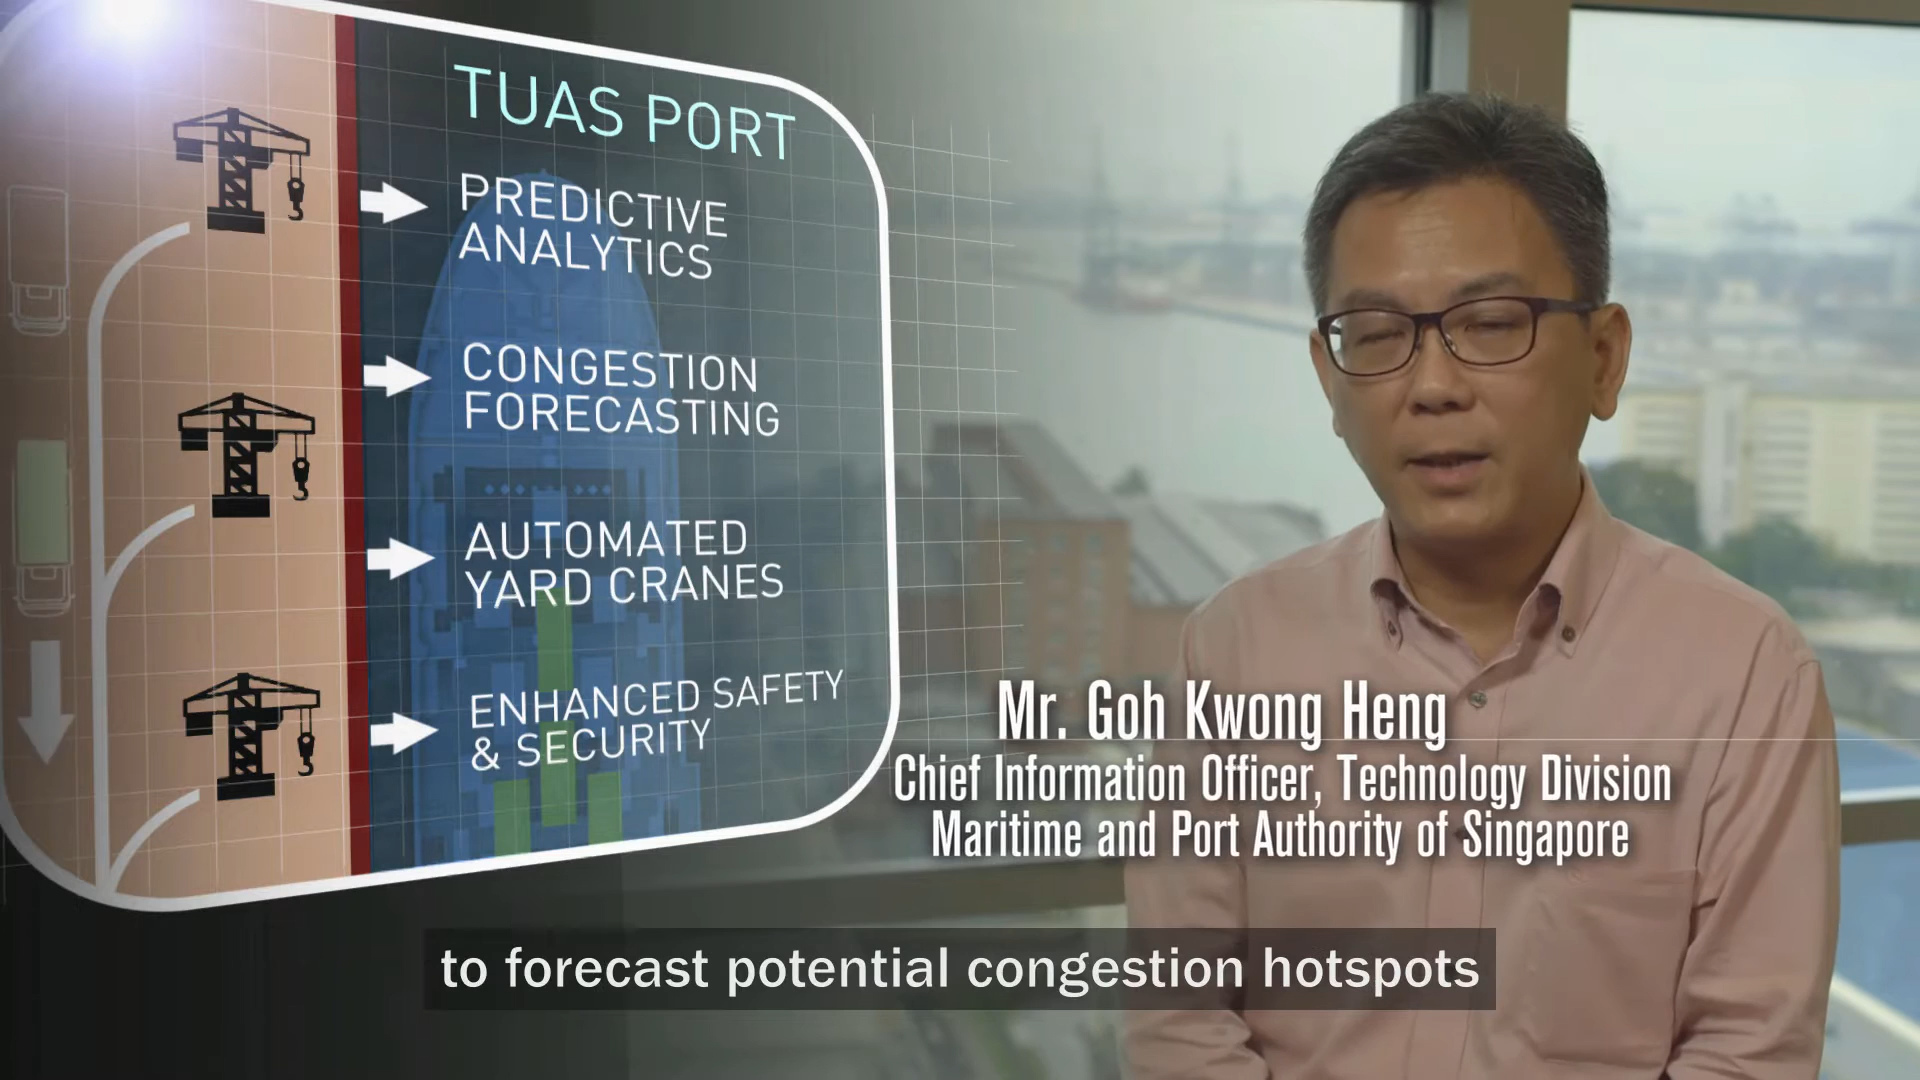 TUAS PORT
PREDICTIVE
ANALYTICS
CONGESTION
FORECASTING
AUTOMATED
YARD CRANES
ENHANCED SAFETY
& SECURITY
Mr. Goh Kwong Heng
Chief Information Officer, Technology Division
Maritime and Port Authority of Singapore
to forecast potential congestion hotspots